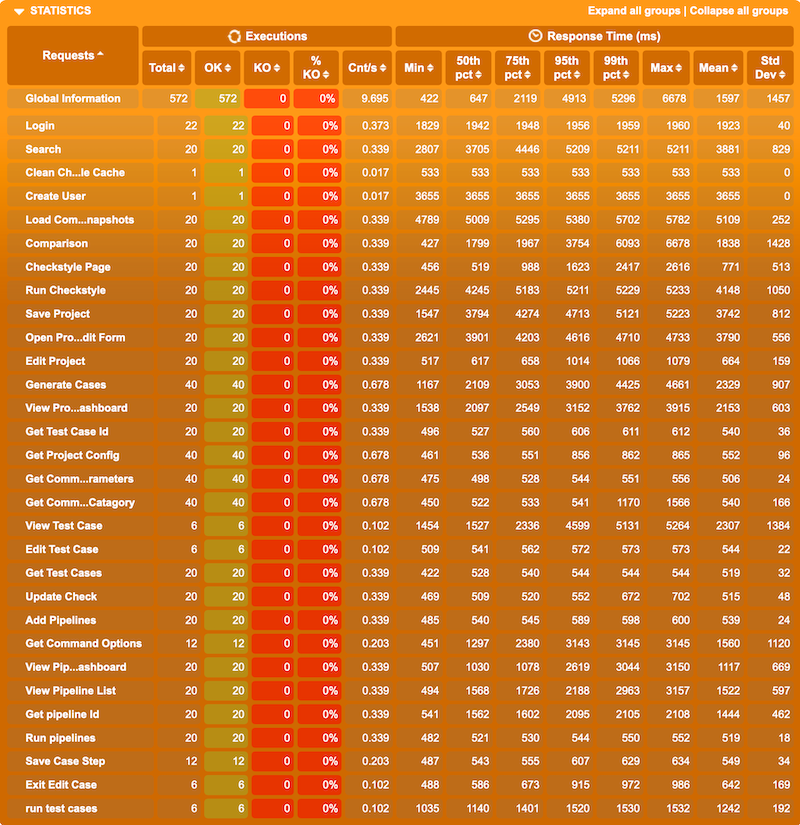 STATISTICS Expand all groups | Collapse all groups
Requests Executions Response Time (ms)
Total OK KO % KO Cnt/s Min 50th pct 75th pct 95th pct 99th pct Max Mean Std Dev
Global Information 572 572 0 0% 9.695 422 647 2119 4913 5296 6678 1597 1457
Login 22 22 0 0% 0.373 1829 1942 1948 1956 1959 1960 1923 40
Search 20 20 0 0% 0.339 2807 3705 4446 5209 5211 5211 3881 829
Clean Ch...le Cache 1 1 0 0% 0.017 533 533 533 533 533 533 533 0
Create User 1 1 0 0% 0.017 3655 3655 3655 3655 3655 3655 3655 0
Load Com...napshots 20 20 0 0% 0.339 4789 5009 5295 5380 5702 5782 5109 252
Comparison 20 20 0 0% 0.339 427 1799 1967 3754 6093 6678 1838 1428
Checkstyle Page 20 20 0 0% 0.339 456 519 988 1623 2417 2616 771 513
Run Checkstyle 20 20 0 0% 0.339 2445 4245 5183 5211 5229 5233 4148 1050
Save Project 20 20 0 0% 0.339 1547 3794 4274 4713 5121 5223 3742 812
Open Pro...dit Form 20 20 0 0% 0.339 2621 3901 4203 4616 4710 4733 3790 556
Edit Project 20 20 0 0% 0.339 517 617 658 1014 1066 1079 664 159
Generate Cases 40 40 0 0% 0.678 1167 2109 3053 3900 4425 4661 2329 907
View Pro...ashboard 20 20 0 0% 0.339 1538 2097 2549 3152 3762 3915 2153 603
Get Test Case Id 20 20 0 0% 0.339 496 527 560 606 611 612 540 36
Get Project Config 40 40 0 0% 0.678 461 536 551 856 862 865 552 96
Get Comm...rameters 40 40 0 0% 0.678 475 498 528 544 551 556 506 24
Get Comm...Catagory 40 40 0 0% 0.678 450 522 533 541 1170 1566 540 166
View Test Case 6 6 0 0% 0.102 1454 1527 2336 4599 5131 5264 2307 1384
Edit Test Case 6 6 0 0% 0.102 509 541 562 572 573 573 544 22
Get Test Cases 20 20 0 0% 0.339 422 528 540 544 544 544 519 32
Update Check 20 20 0 0% 0.339 469 509 520 552 672 702 515 48
Add Pipelines 20 20 0 0% 0.339 485 540 545 589 598 600 539 24
Get Command Options 12 12 0 0% 0.203 451 1297 2380 3143 3145 3145 1560 1120
View Pip...ashboard 20 20 0 0% 0.339 507 1030 1078 2619 3044 3150 1117 669
View Pipeline List 20 20 0 0% 0.339 494 1568 1726 2188 2963 3157 1522 597
Get pipeline Id 20 20 0 0% 0.339 541 1562 1602 2095 2105 2108 1444 462
Run pipelines 20 20 0 0% 0.339 482 521 530 544 550 552 519 18
Save Case Step 12 12 0 0% 0.203 487 543 555 607 629 634 549 34
Exit Edit Case 6 6 0 0% 0.102 488 586 673 915 972 986 642 169
run test cases 6 6 0 0% 0.102 1035 1140 1401 1520 1530 1532 1242 192